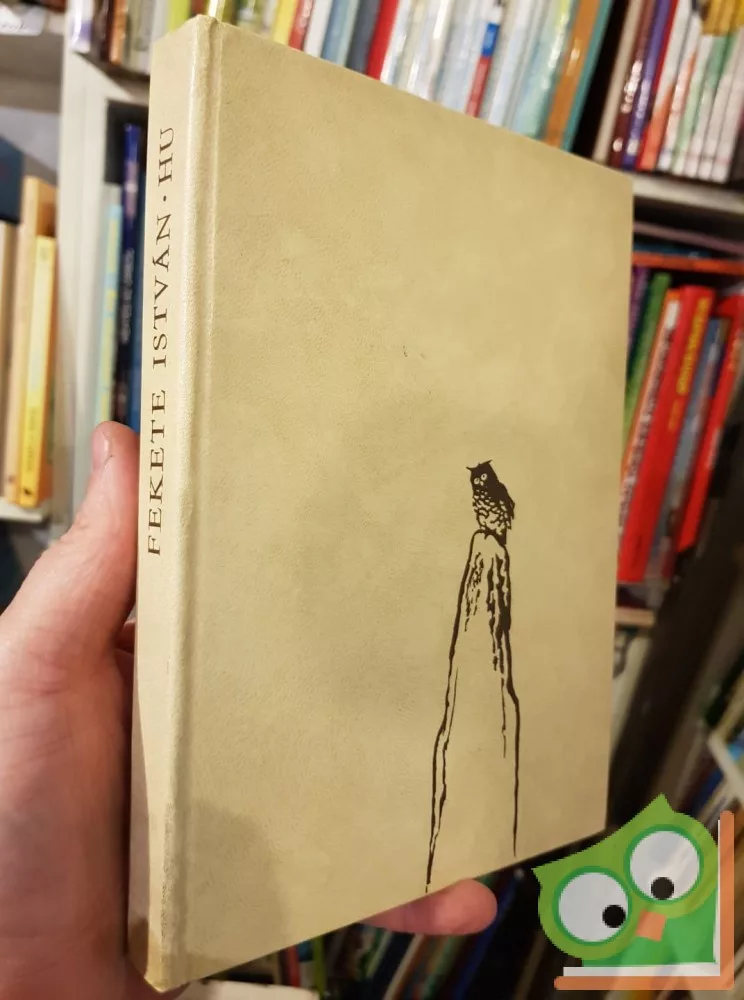 FEKETE ISTVÁN · HU